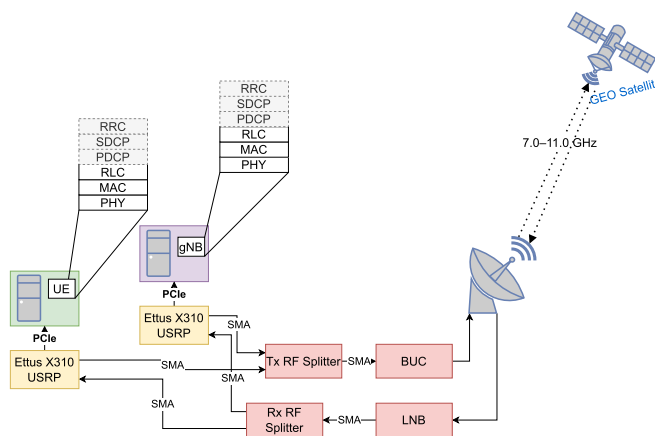 RRC
SDCP
PDCP
RLC
MAC
PHY
RRC
SDCP
PDCP
RLC
MAC
PHY
GEO Satellit
7.0–11.0 GHz
gNB
UE
PCIe
PCIe
Ettus X310
USRP
Ettus X310
USRP
SMA
SMA
SMA
SMA
Tx RF Splitter
SMA
BUC
Rx RF
Splitter
SMA
LNB